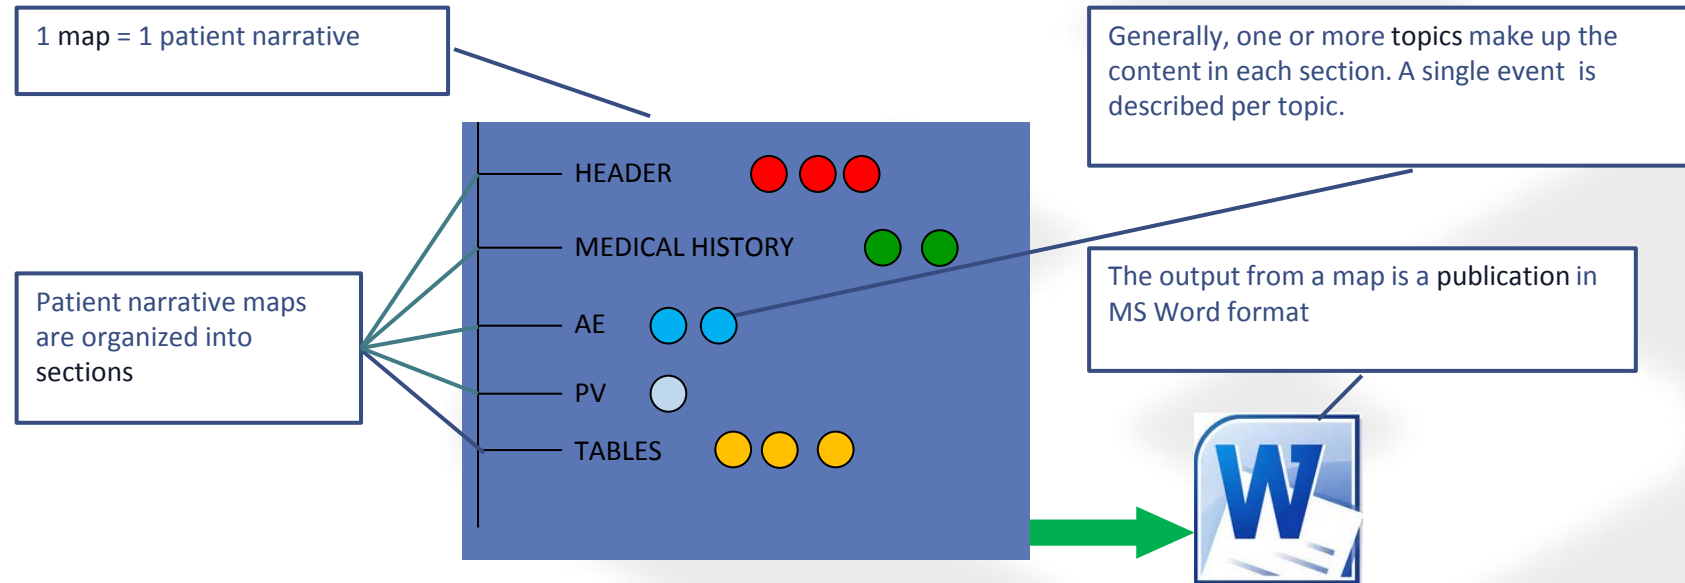 1 map = 1 patient narrative
Generally, one or more topics make up the
content in each section. A single event  is
described per topic.
HEADER
MEDICAL HISTORY
AE
PV
TABLES
Patient narrative maps
are organized into
sections
The output from a map is a publication in
MS Word format
W